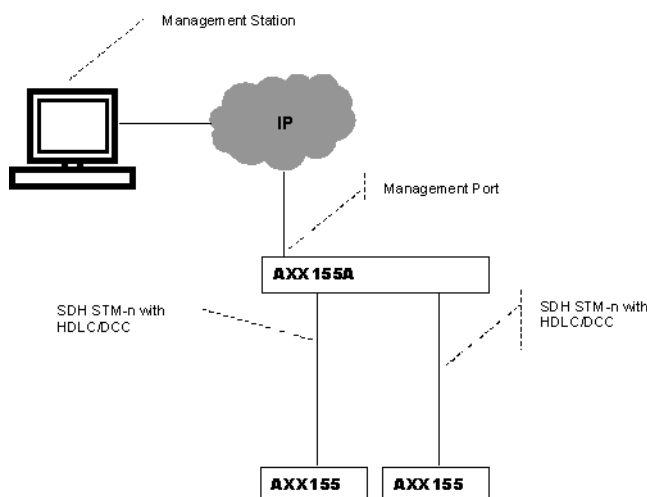 Management Station
IP
Management Port
AXX155A
SDH STM-n with
HDLC/DCC
SDH STM-n with
HDLC/DCC
AXX155
AXX155